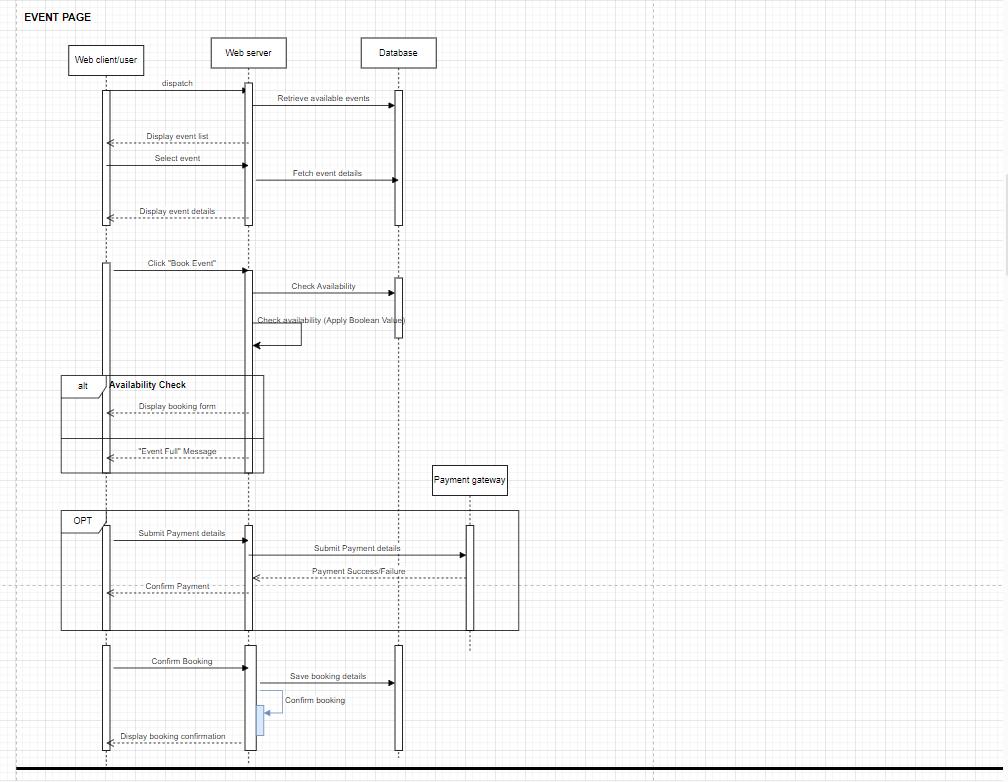 EVENT PAGE
Web client/user
Web server
Database
dispatch
Retrieve available events
Display event list
Select event
Fetch event details
Display event details
Click "Book Event"
Check Availability
Check availability (Apply Boolean Value)
alt
Availability Check
Display booking form
"Event Full" Message
Payment gateway
OPT
Submit Payment details
Submit Payment details
Payment Success/Failure
Confirm Payment
Confirm Booking
Save booking details
Confirm booking
Display booking confirmation